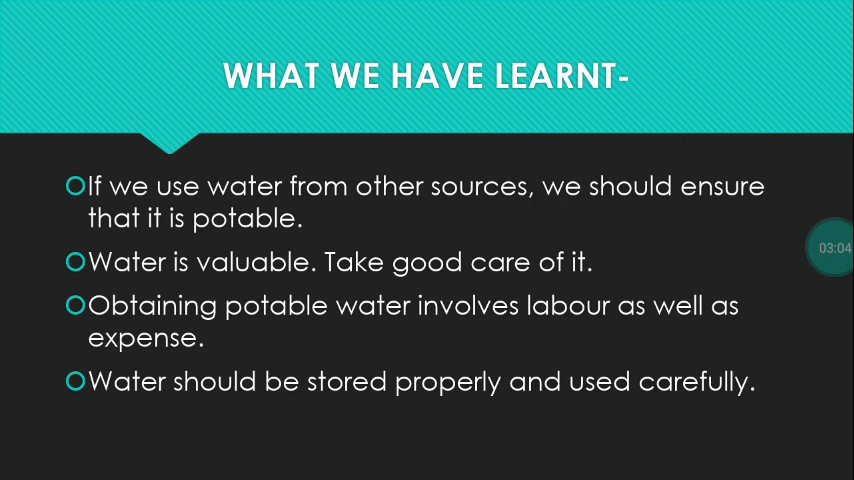 WHAT WE HAVE LEARNT-
If we use water from other sources, we should ensure
that it is potable.
Water is valuable. Take good care of it.
03:04
Obtaining potable water involves labour as well as
expense.
Water should be stored properly and used carefully.